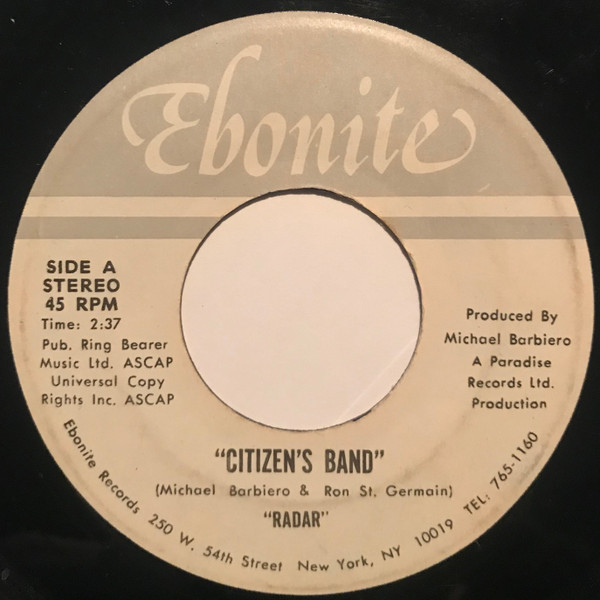 Ebonite
SIDE A
STEREO
45 RPM
Time: 2:37
Pub. Ring Bearer
Music Ltd. ASCAP
Universal Copy
Rights Inc. ASCAP
Produced By
Michael Barbiero
A Paradise
Records Ltd.
Production
"CITIZEN'S BAND"
(Michael Barbiero & Ron St. Germain)
"RADAR"
Ebonite Records 250 W. 54th Street New York, NY 10019 TEL: 765-1160